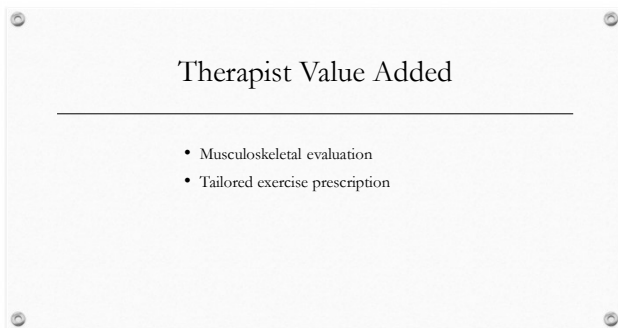 Therapist Value Added
• Musculoskeletal evaluation
• Tailored exercise prescription